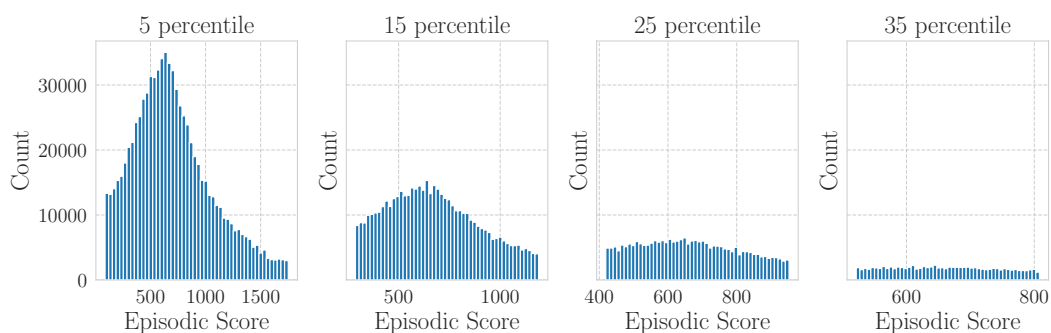 5 percentile
15 percentile
25 percentile
35 percentile
Count
30000
20000
10000
0
500
1000
1500
Episodic Score
Count
500
1000
Episodic Score
Count
400
600
800
Episodic Score
Count
600
800
Episodic Score